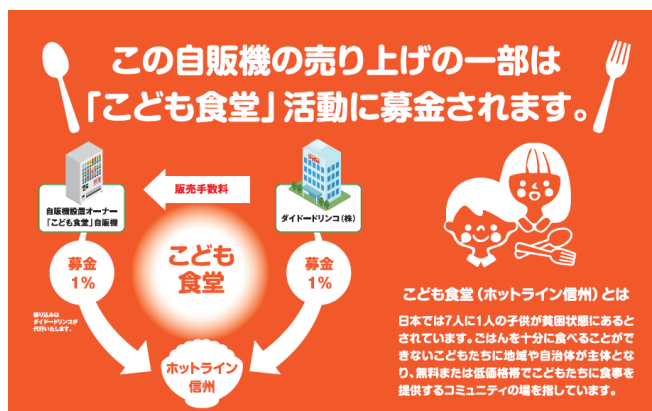 この自販機の売り上げの一部は
「こども食堂」活動に募金されます。
販売手数料
自販機設置オーナー
「こども食堂」自販機
ダイドードリンコ(株)
こども
食堂
募金
1%
募金
1%
振り込みは
ダイドードリンコが
代行いたします。
ホットライン
信州
こども食堂(ホットライン信州)とは
日本では7人に1人の子供が貧困状態にあると
されています。ごはんを十分に食べることがで
きないこどもたちに地域や自治体が主体とな
り、無料または低価格帯でこどもたちに食事を
提供するコミュニティの場を指しています。